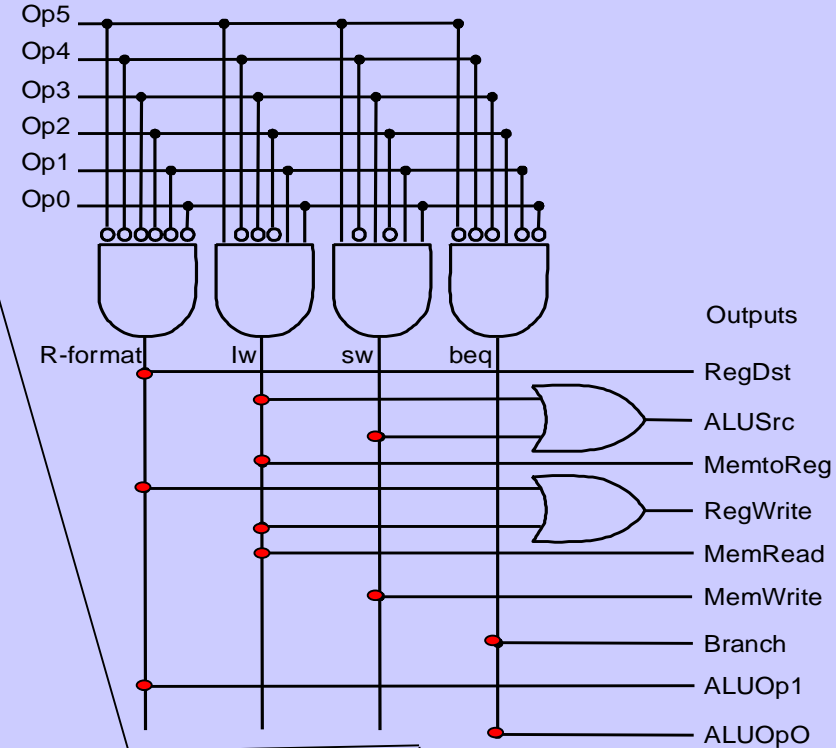 Op5
Op4
Op3
Op2
Op1
Op0
Outputs
R-format
lw
sw
beq
RegDst
ALUSrc
MemtoReg
RegWrite
MemRead
MemWrite
Branch
ALUOp1
ALUOpO